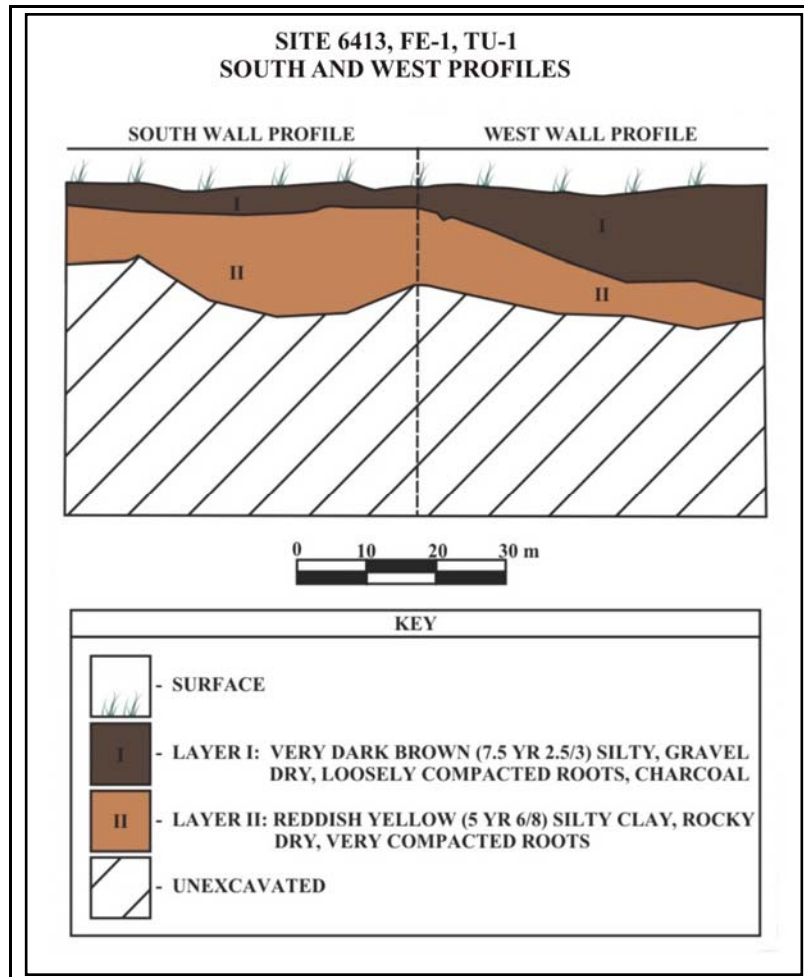 SITE 6413, FE-1, TU-1
SOUTH AND WEST PROFILES
SOUTH WALL PROFILE
WEST WALL PROFILE
I
I
II
II
0 10 20 30 m
KEY
- SURFACE
I - LAYER I: VERY DARK BROWN (7.5 YR 2.5/3) SILTY, GRAVEL
DRY, LOOSELY COMPACTED ROOTS, CHARCOAL
II - LAYER II: REDDISH YELLOW (5 YR 6/8) SILTY CLAY, ROCKY
DRY, VERY COMPACTED ROOTS
- UNEXCAVATED